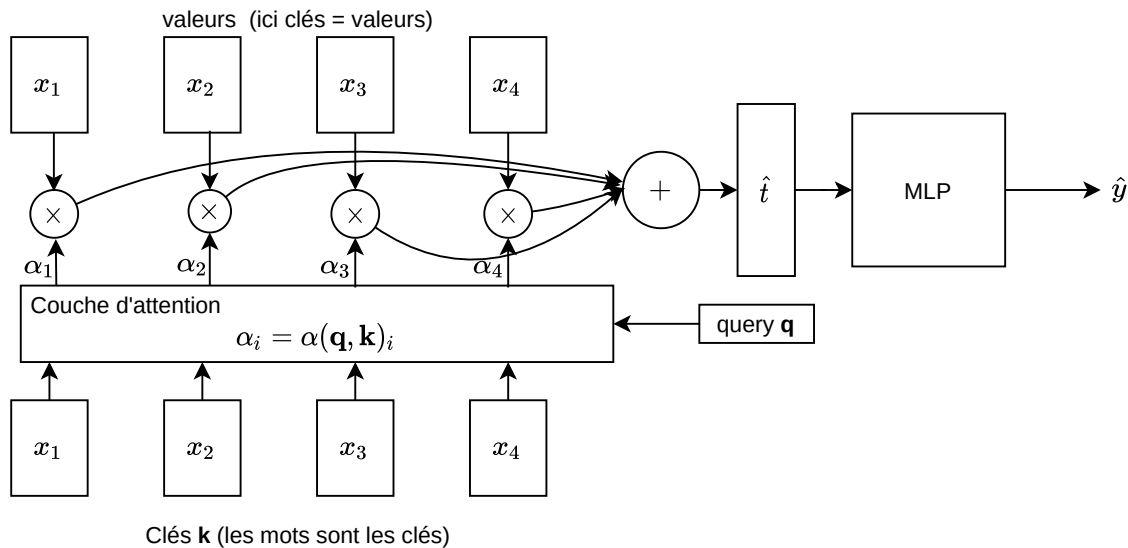 valeurs (ici clés = valeurs)
x₁
x₂
x₃
x₄
×
×
×
×
+
t̂
MLP
ŷ
α₁
α₂
α₃
α₄
Couche d'attention
αᵢ = α(q, k)ᵢ
query q
x₁
x₂
x₃
x₄
Clés k (les mots sont les clés)